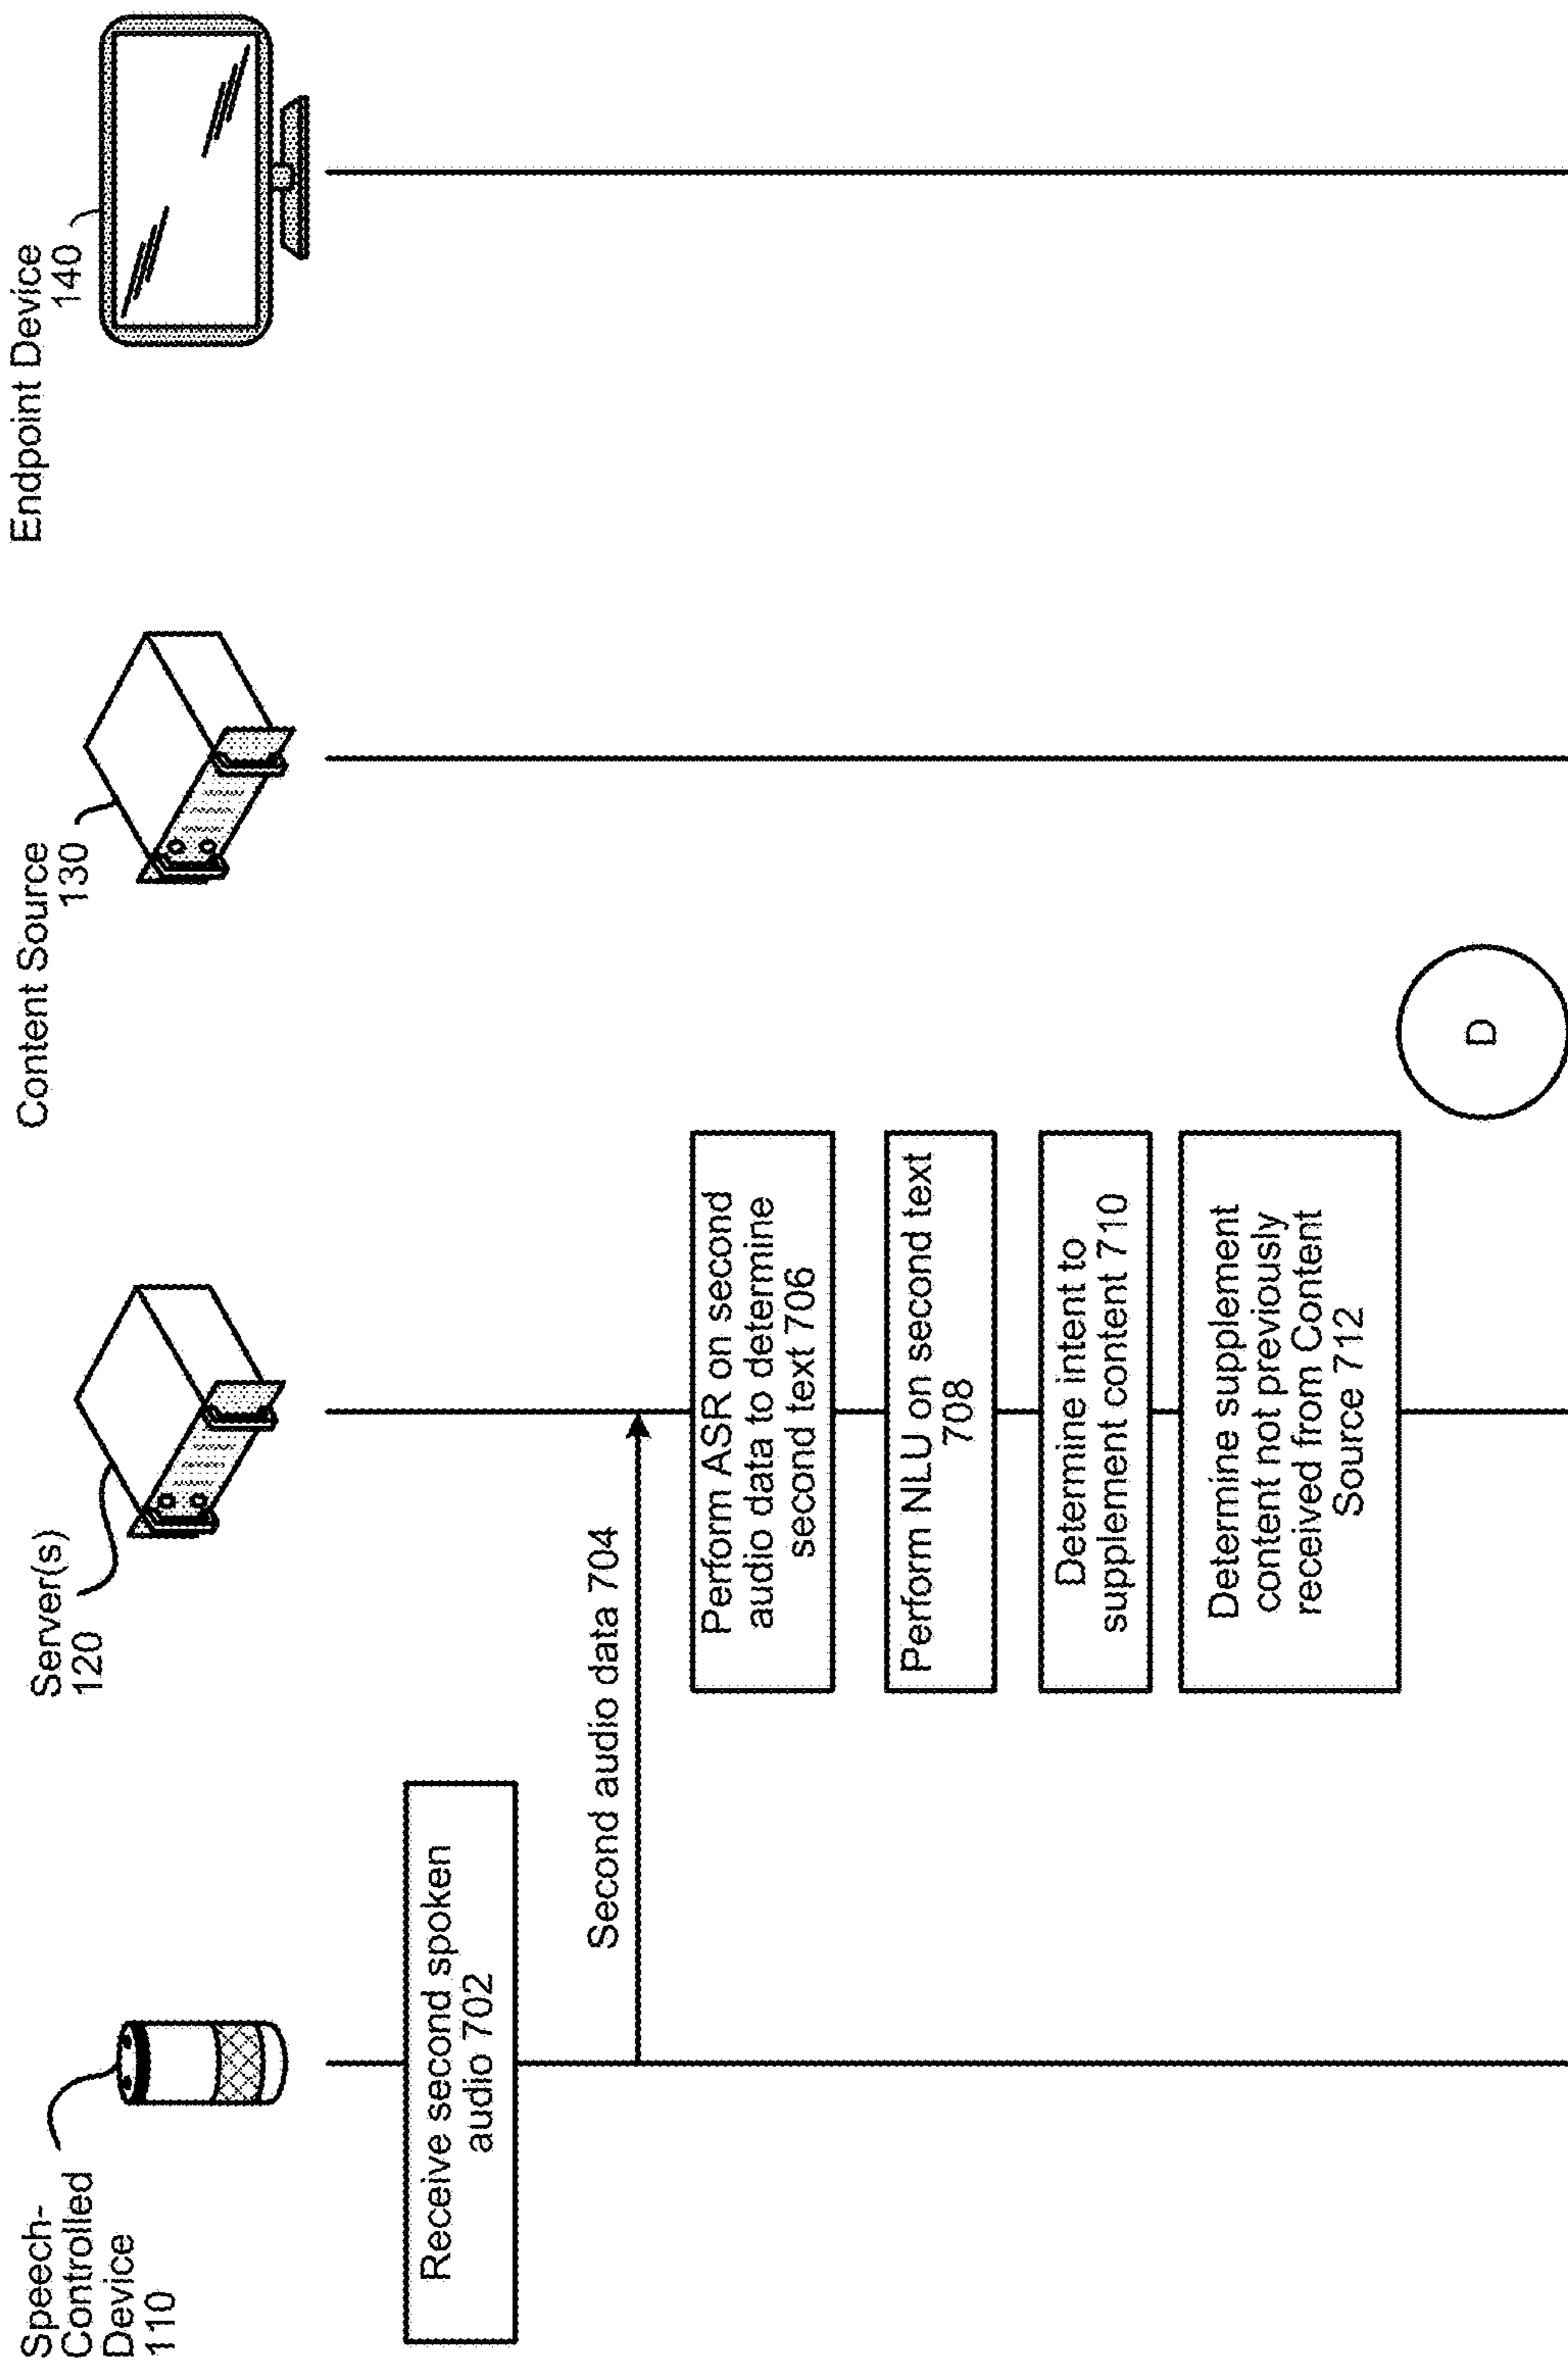 Speech-
Controlled
Device
110
Server(s)
120
Content Source
130
Endpoint Device
140
Receive second spoken
audio 702
Second audio data 704
Perform ASR on second
audio data to determine
second text 706
Perform NLU on second text
708
Determine intent to
supplement content 710
Determine supplement
content not previously
received from Content
Source 712
D